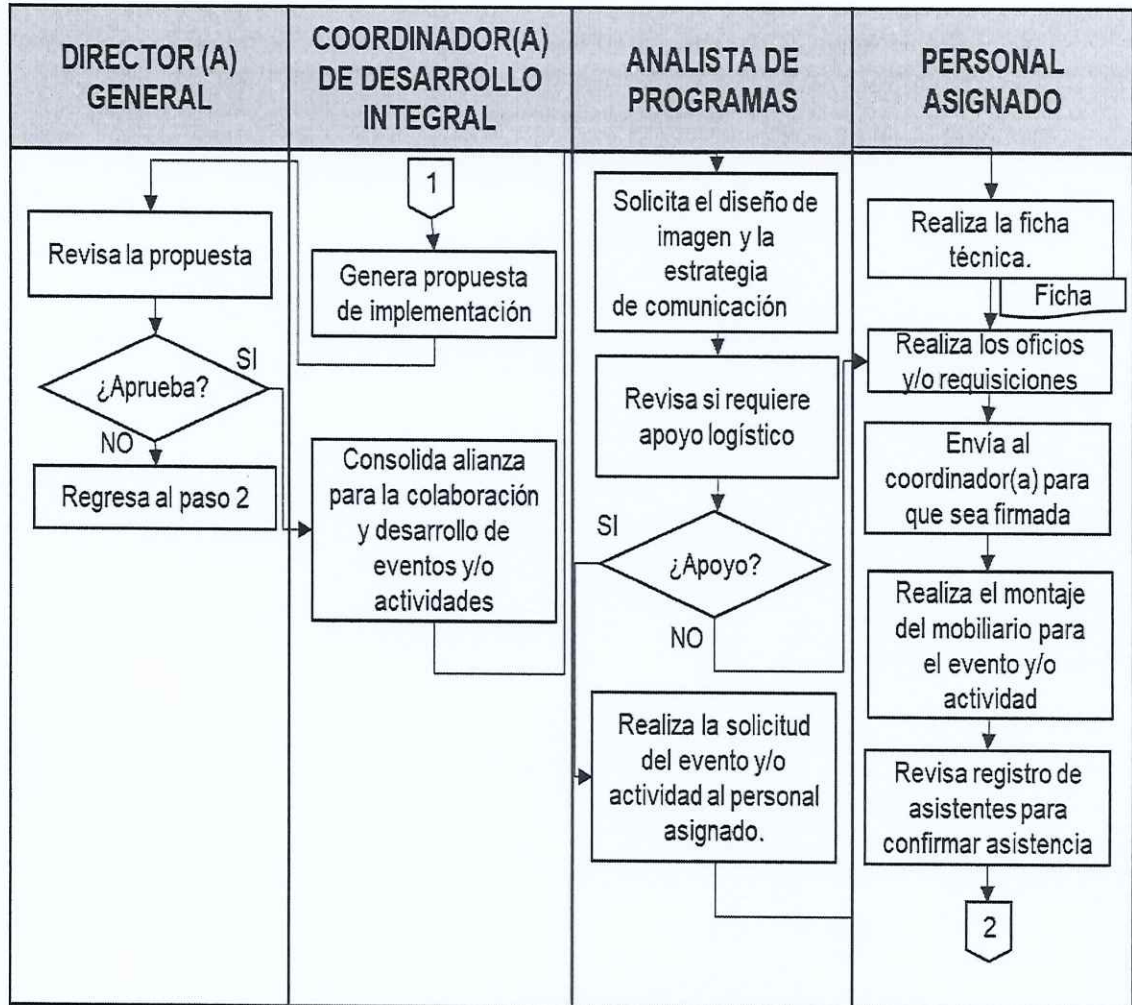 DIRECTOR (A)
GENERAL
COORDINADOR(A)
DE DESARROLLO
INTEGRAL
ANALISTA DE
PROGRAMAS
PERSONAL
ASIGNADO
Revisa la propuesta
¿Aprueba?
SI
NO
Regresa al paso 2
1
Genera propuesta
de implementación
Consolida alianza
para la colaboración
y desarrollo de
eventos y/o
actividades
Solicita el diseño de
imagen y la
estrategia
de comunicación
Revisa si requiere
apoyo logístico
SI
¿Apoyo?
NO
Realiza la solicitud
del evento y/o
actividad al personal
asignado.
Realiza la ficha
técnica.
Ficha
Realiza los oficios
y/o requisiciones
Envía al
coordinador(a) para
que sea firmada
Realiza el montaje
del mobiliario para
el evento y/o
actividad
Revisa registro de
asistentes para
confirmar asistencia
2